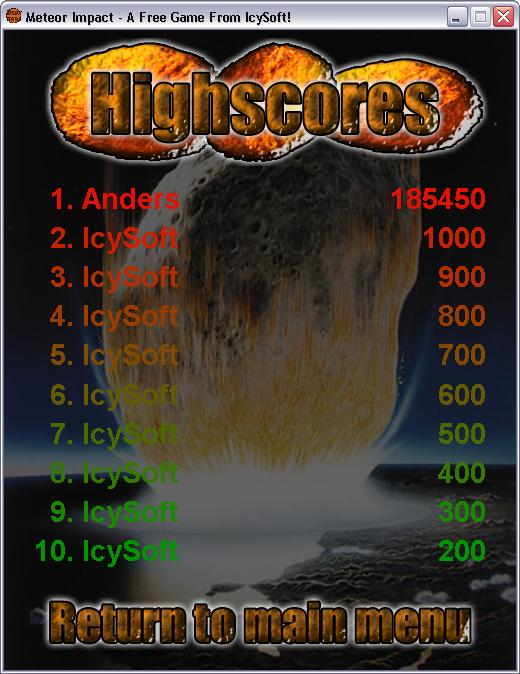 Meteor Impact - A Free Game From IcySoft!
Highscores
1. Anders 185450
2. IcySoft 1000
3. IcySoft 900
4. IcySoft 800
5. IcySoft 700
6. IcySoft 600
7. IcySoft 500
8. IcySoft 400
9. IcySoft 300
10. IcySoft 200
Return to main menu